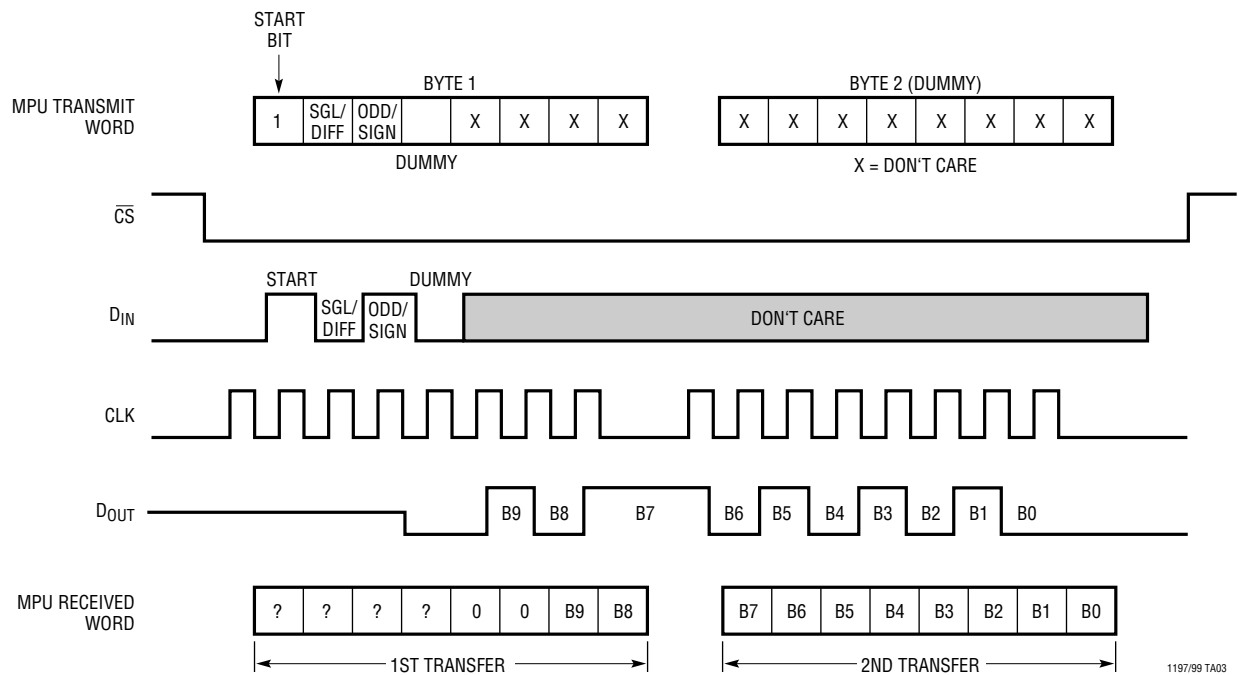 START
BIT
BYTE 1
BYTE 2 (DUMMY)
MPU TRANSMIT
WORD
1 SGL/ ODD/ X X X X
DIFF SIGN
X X X X X X X X
DUMMY
X = DON'T CARE
CS
START DUMMY
DIN
SGL/ ODD/
DIFF SIGN
DON'T CARE
CLK
DOUT
B9 B8 B7 B6 B5 B4 B3 B2 B1 B0
MPU RECEIVED
WORD
? ? ? ? 0 0 B9 B8
B7 B6 B5 B4 B3 B2 B1 B0
1ST TRANSFER
2ND TRANSFER
1197/99 TA03